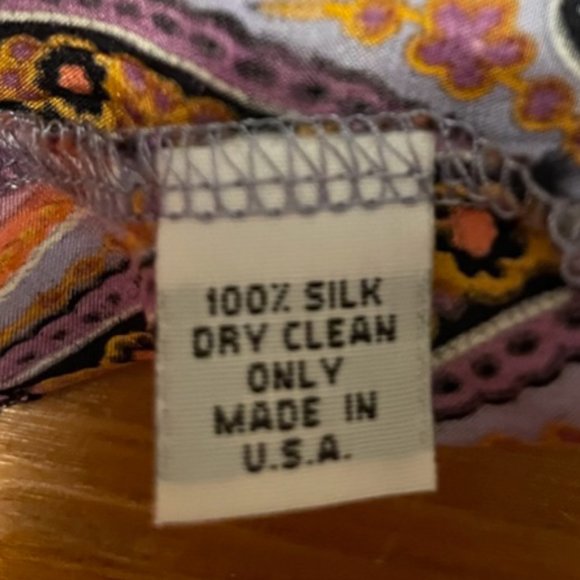 100% SILK
DRY CLEAN
ONLY
MADE IN
U.S.A.